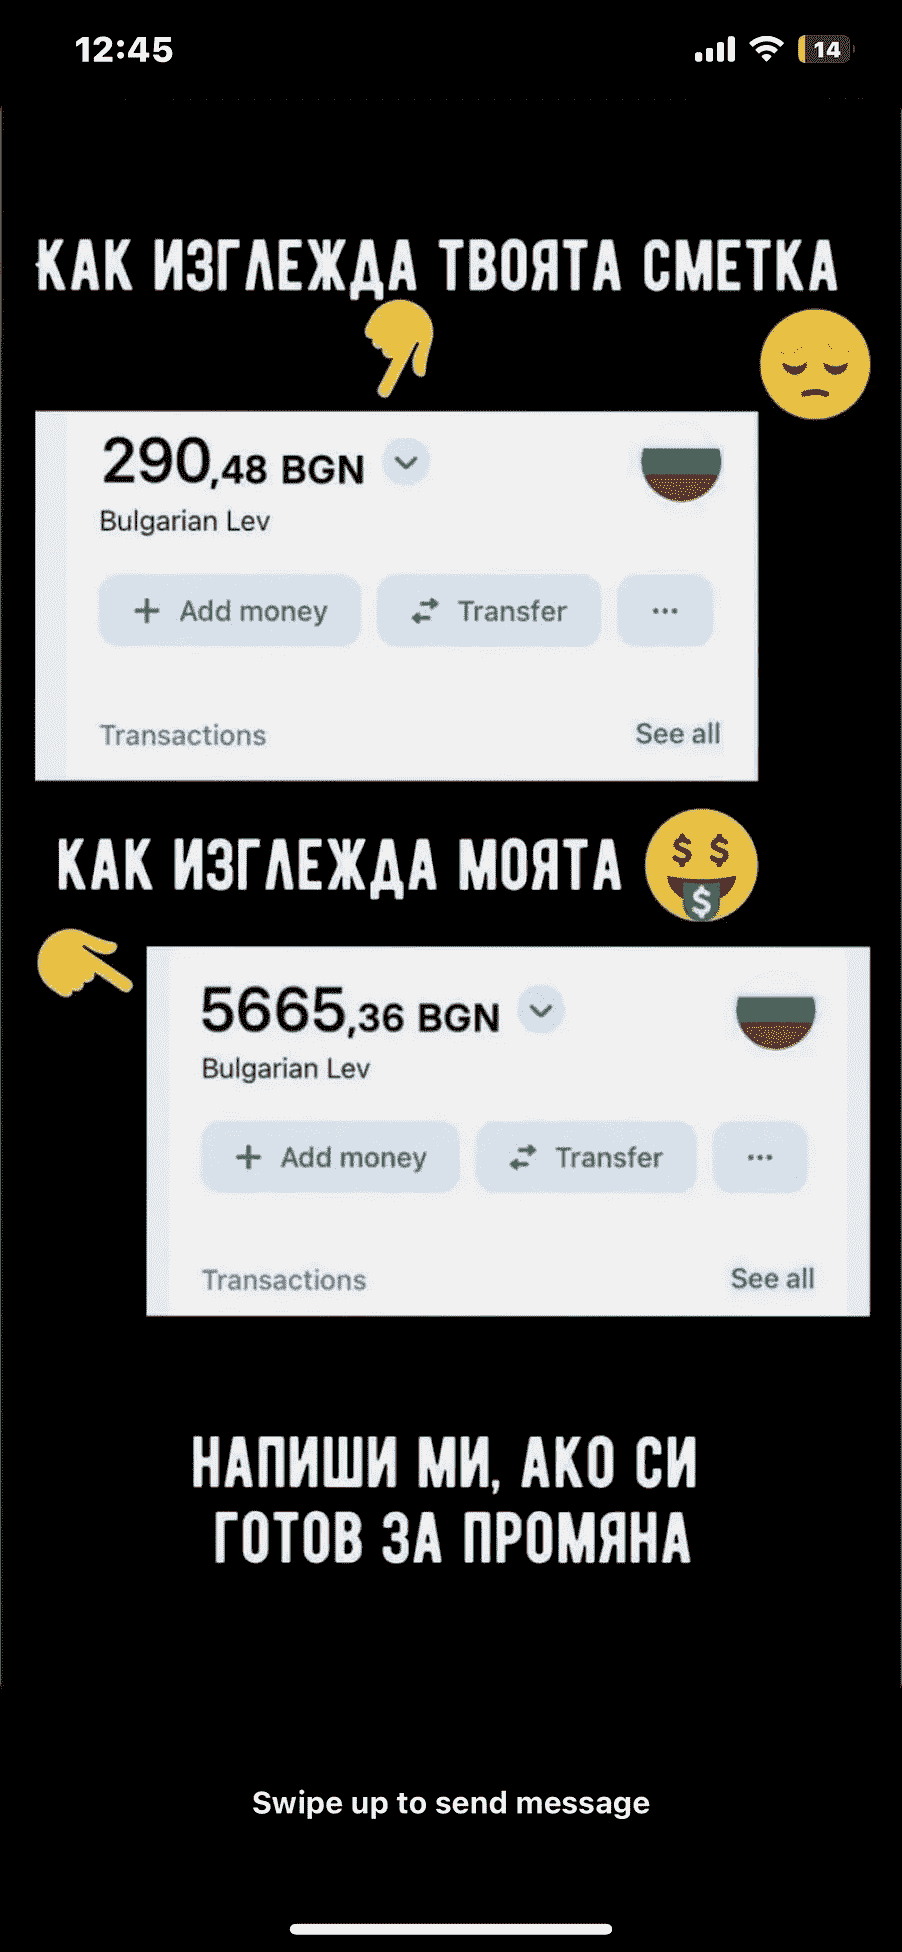 12:45
14
КАК ИЗГЛЕЖДА ТВОЯТА СМЕТКА
290,48 BGN
Bulgarian Lev
+ Add money
Transfer
...
Transactions
See all
КАК ИЗГЛЕЖДА МОЯТА
5665,36 BGN
Bulgarian Lev
+ Add money
Transfer
...
Transactions
See all
НАПИШИ МИ, АКО СИ
ГОТОВ ЗА ПРОМЯНА
Swipe up to send message